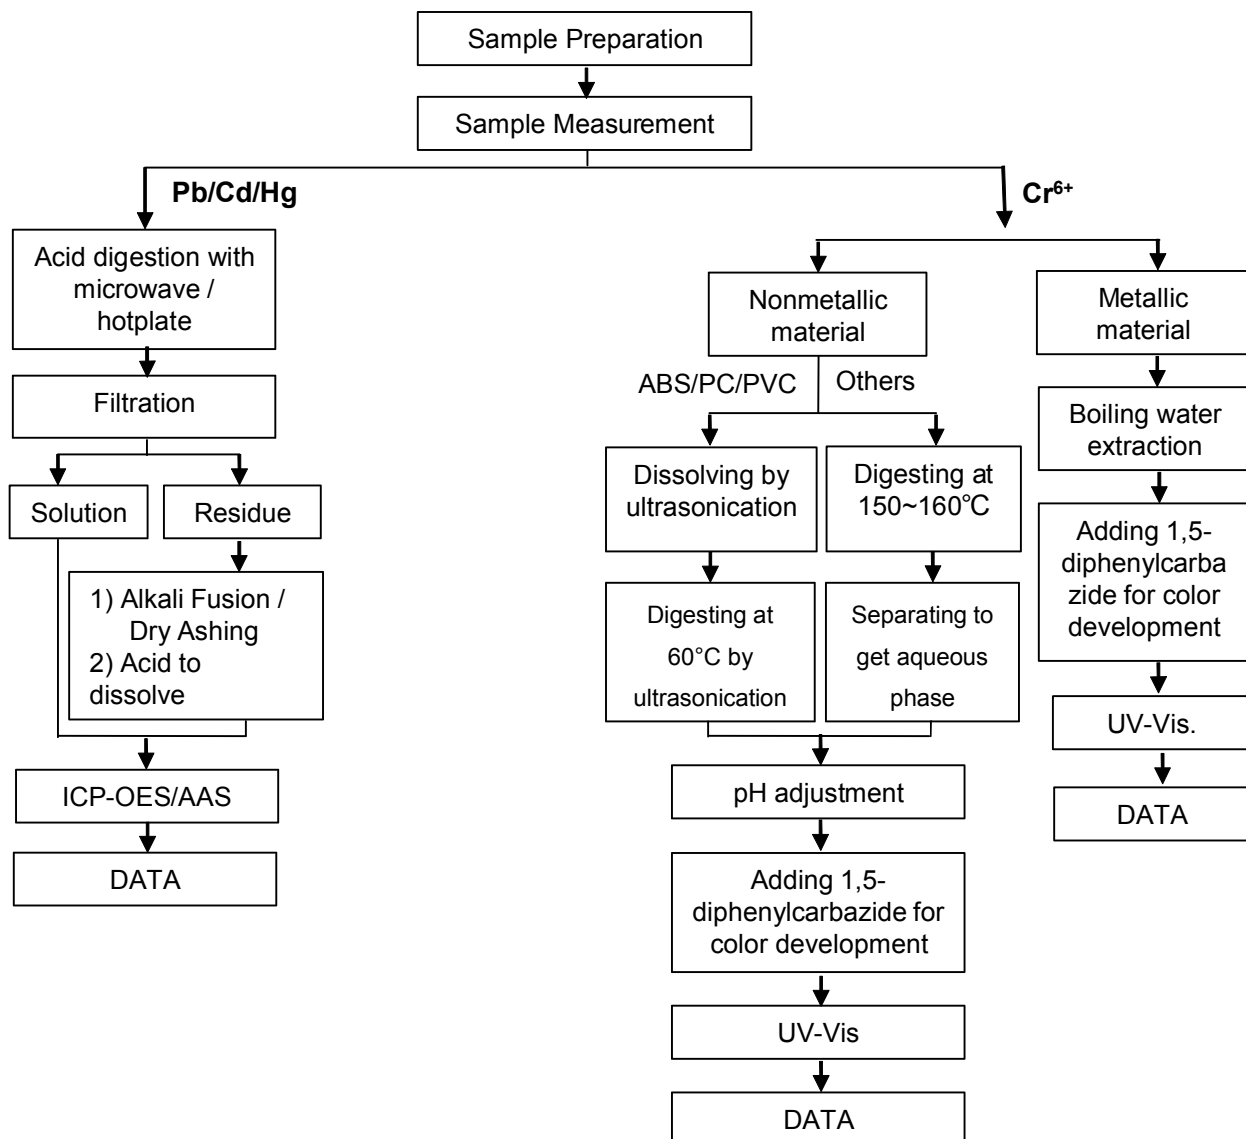 Sample Preparation
Sample Measurement
Pb/Cd/Hg
Cr⁶⁺
Acid digestion with
microwave /
hotplate
Filtration
Solution
Residue
1) Alkali Fusion /
Dry Ashing
2) Acid to
dissolve
ICP-OES/AAS
DATA
Nonmetallic
material
ABS/PC/PVC
Others
Dissolving by
ultrasonication
Digesting at
150~160℃
Digesting at
60°C by
ultrasonication
Separating to
get aqueous
phase
pH adjustment
Adding 1,5-
diphenylcarbazide for
color development
UV-Vis
DATA
Metallic
material
Boiling water
extraction
Adding 1,5-
diphenylcarba
zide for color
development
UV-Vis.
DATA